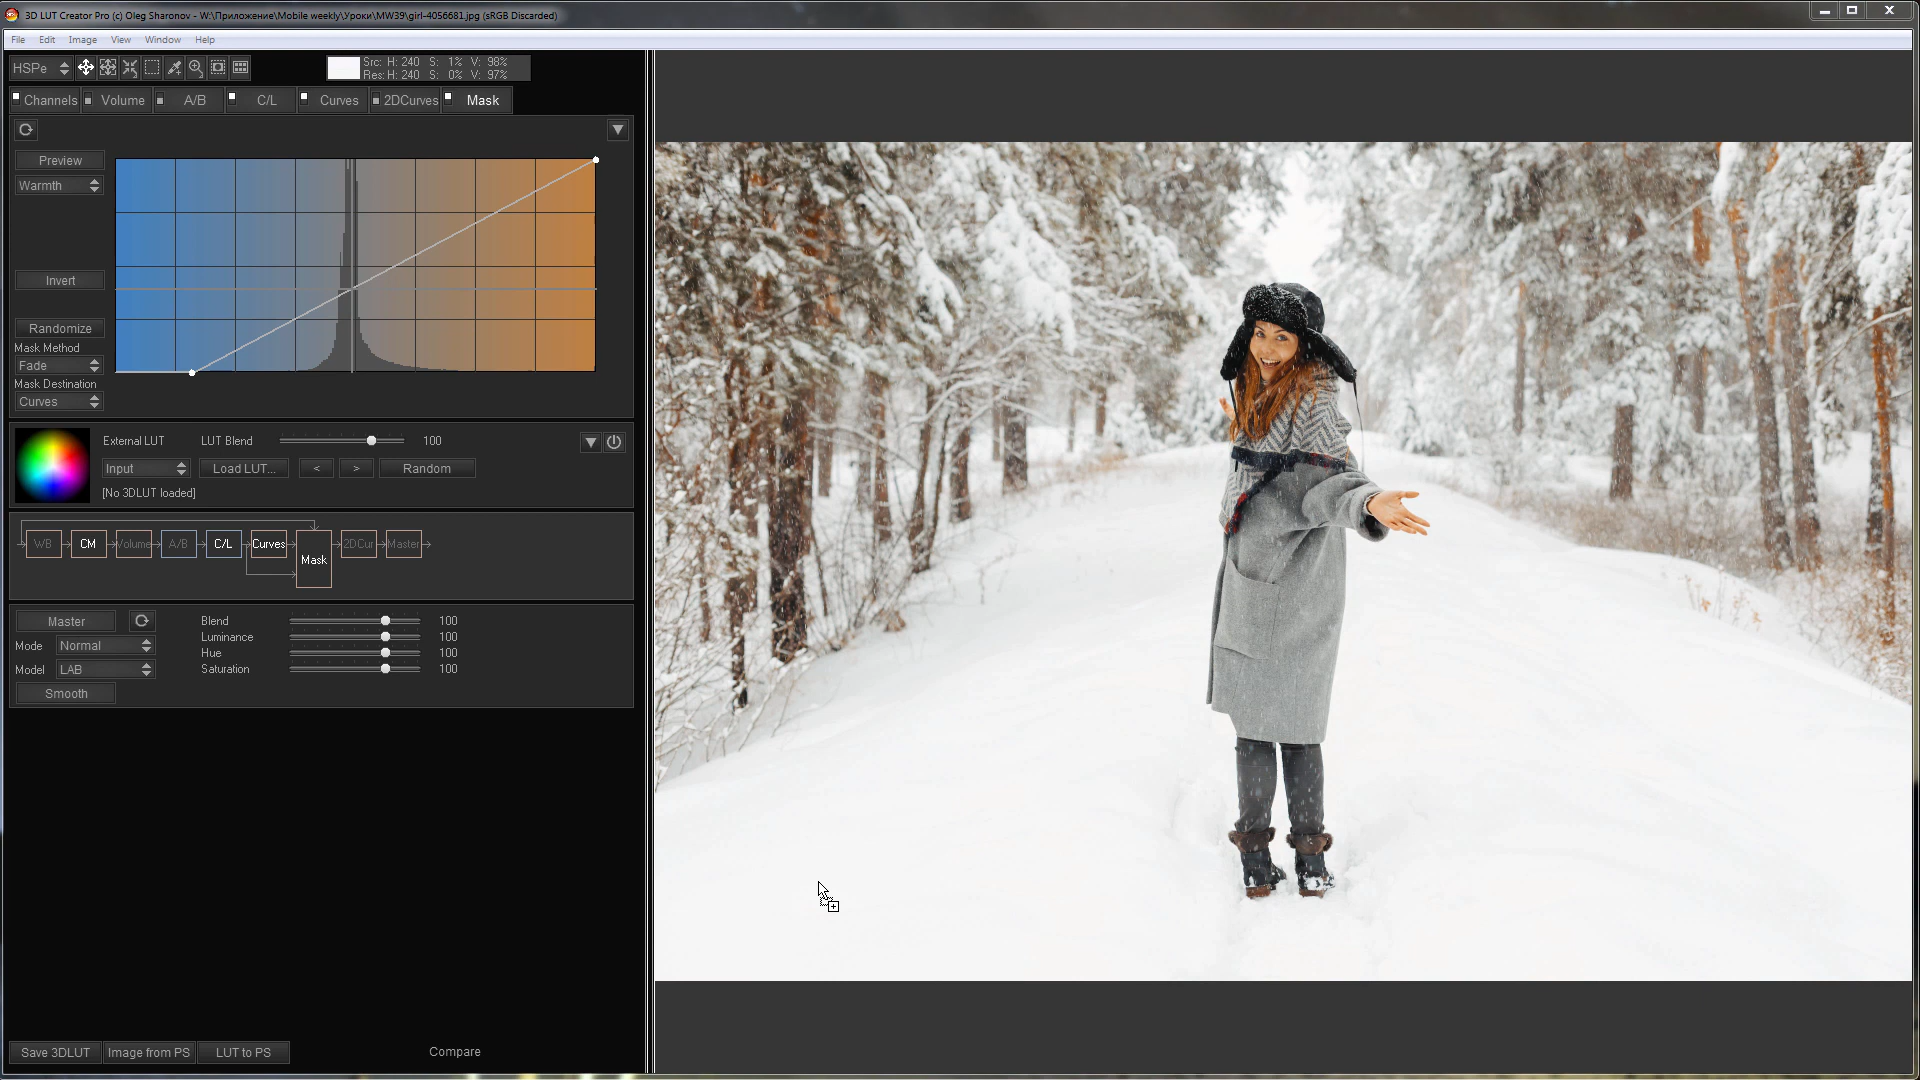 3D LUT Creator Pro (c) Oleg Sharonov - W:\Приложение\Mobile weekly\Уроки\MW39\girl-4056681.jpg (sRGB Discarded)
File Edit Image View Window Help
HSPe
Src: H: 240 S: 1% V: 98%
Res: H: 240 S: 0% V: 97%
Channels Volume A/B C/L Curves 2DCurves Mask
Preview
Warmth
Invert
Randomize
Mask Method
Fade
Mask Destination
Curves
External LUT LUT Blend 100
Input Load LUT... < > Random
[No 3DLUT loaded]
WB CM Volume A/B C/L Curves Mask 2DCur Master
Master Blend 100
Luminance 100
Mode Normal Hue 100
Model LAB Saturation 100
Smooth
Save 3DLUT Image from PS LUT to PS Compare